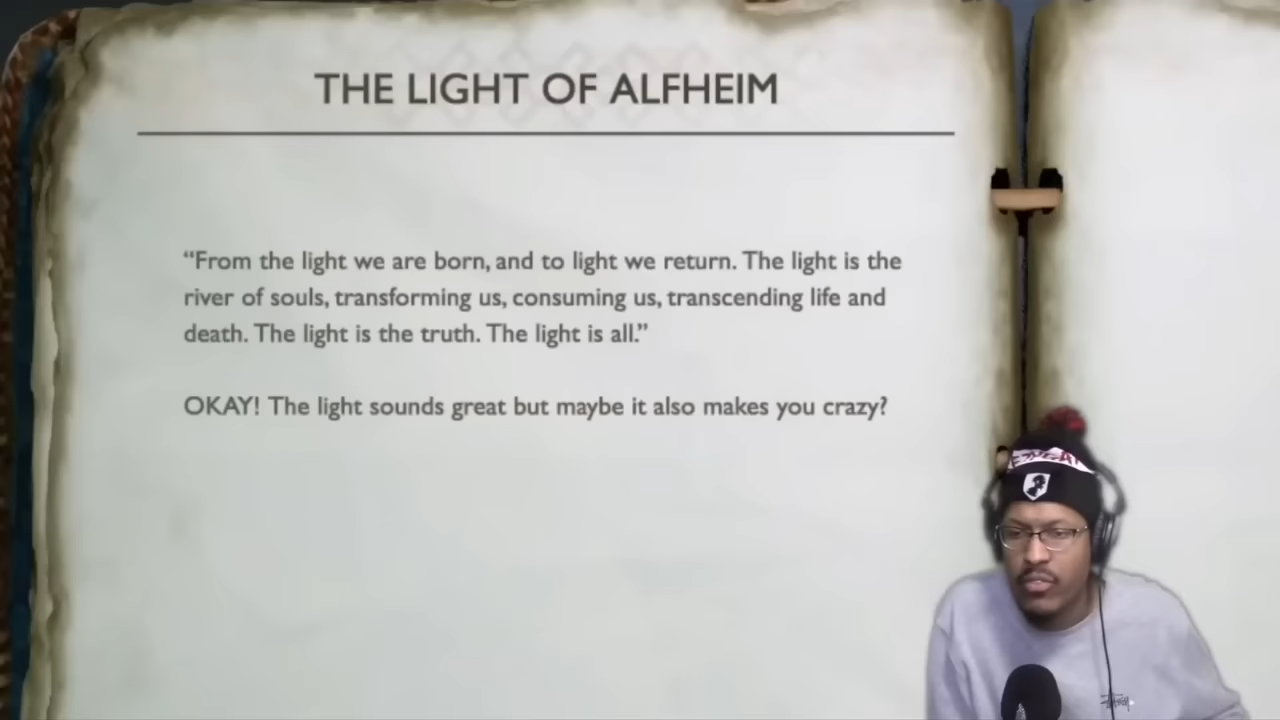 THE LIGHT OF ALFHEIM
“From the light we are born, and to light we return. The light is the
river of souls, transforming us, consuming us, transcending life and
death. The light is the truth. The light is all.”
OKAY! The light sounds great but maybe it also makes you crazy?